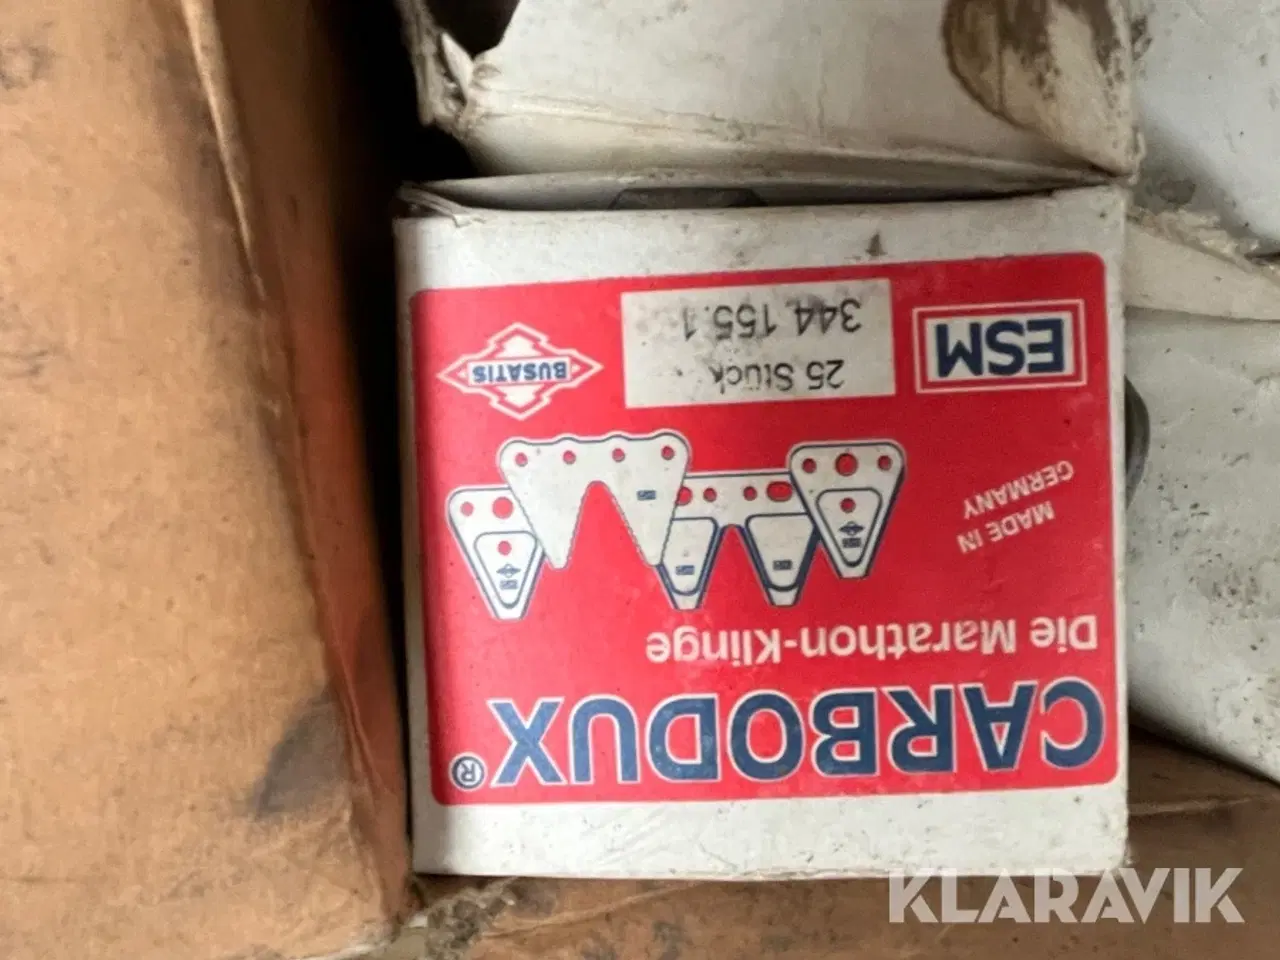 CARBODUX®
Die Marathon-Klinge
MADE IN
GERMANY
ESM
25 Stück
344.155.1
BUSATIS
KLARAVIK